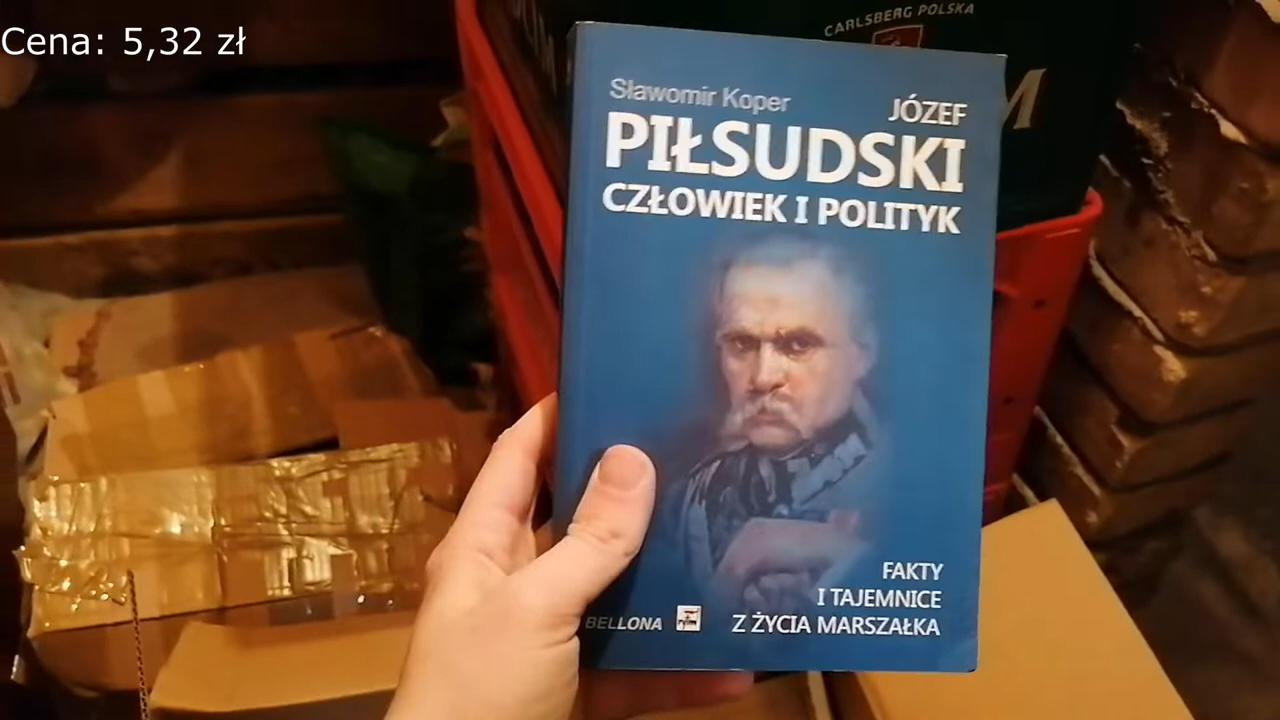 Cena: 5,32 zł
CARLSBERG POLSKA
Sławomir Koper
JÓZEF
PIŁSUDSKI
CZŁOWIEK I POLITYK
FAKTY
I TAJEMNICE
Z ŻYCIA MARSZAŁKA
BELLONA